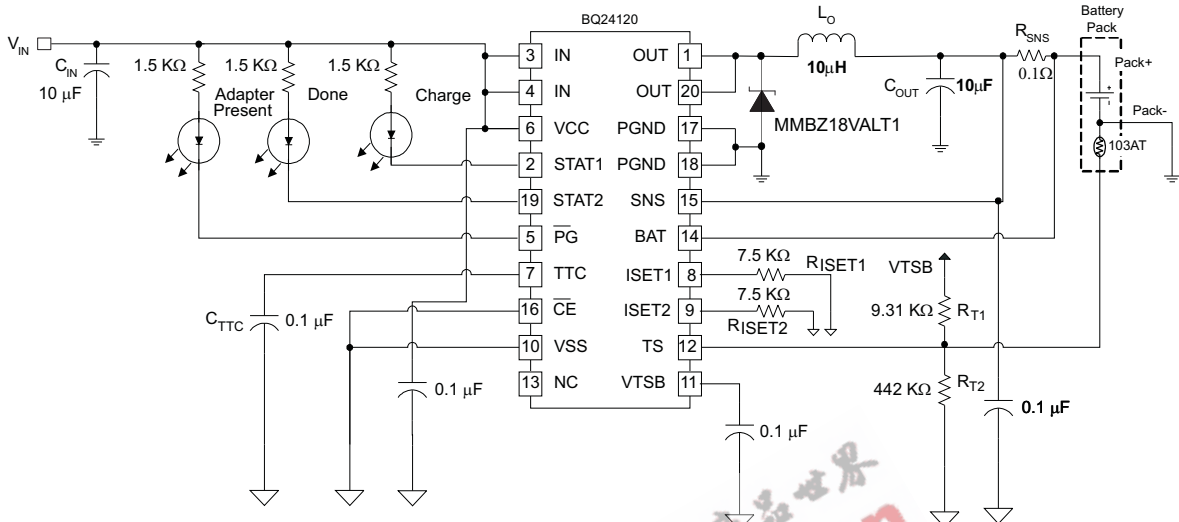 BQ24120
V_IN
C_IN
10 μF
1.5 KΩ
1.5 KΩ
1.5 KΩ
Adapter
Present
Done
Charge
3 IN
4 IN
6 VCC
2 STAT1
19 STAT2
5 PG
7 TTC
16 CE
10 VSS
13 NC
OUT 1
OUT 20
PGND 17
PGND 18
SNS 15
BAT 14
ISET1 8
ISET2 9
TS 12
VTSB 11
C_TTC
0.1 μF
0.1 μF
L_O
10μH
MMBZ18VALT1
C_OUT
10μF
R_SNS
0.1Ω
Battery
Pack
Pack+
+
Pack-
103AT
7.5 KΩ
R_ISET1
7.5 KΩ
R_ISET2
VTSB
9.31 KΩ
R_T1
442 KΩ
R_T2
0.1 μF
0.1 μF
品世界